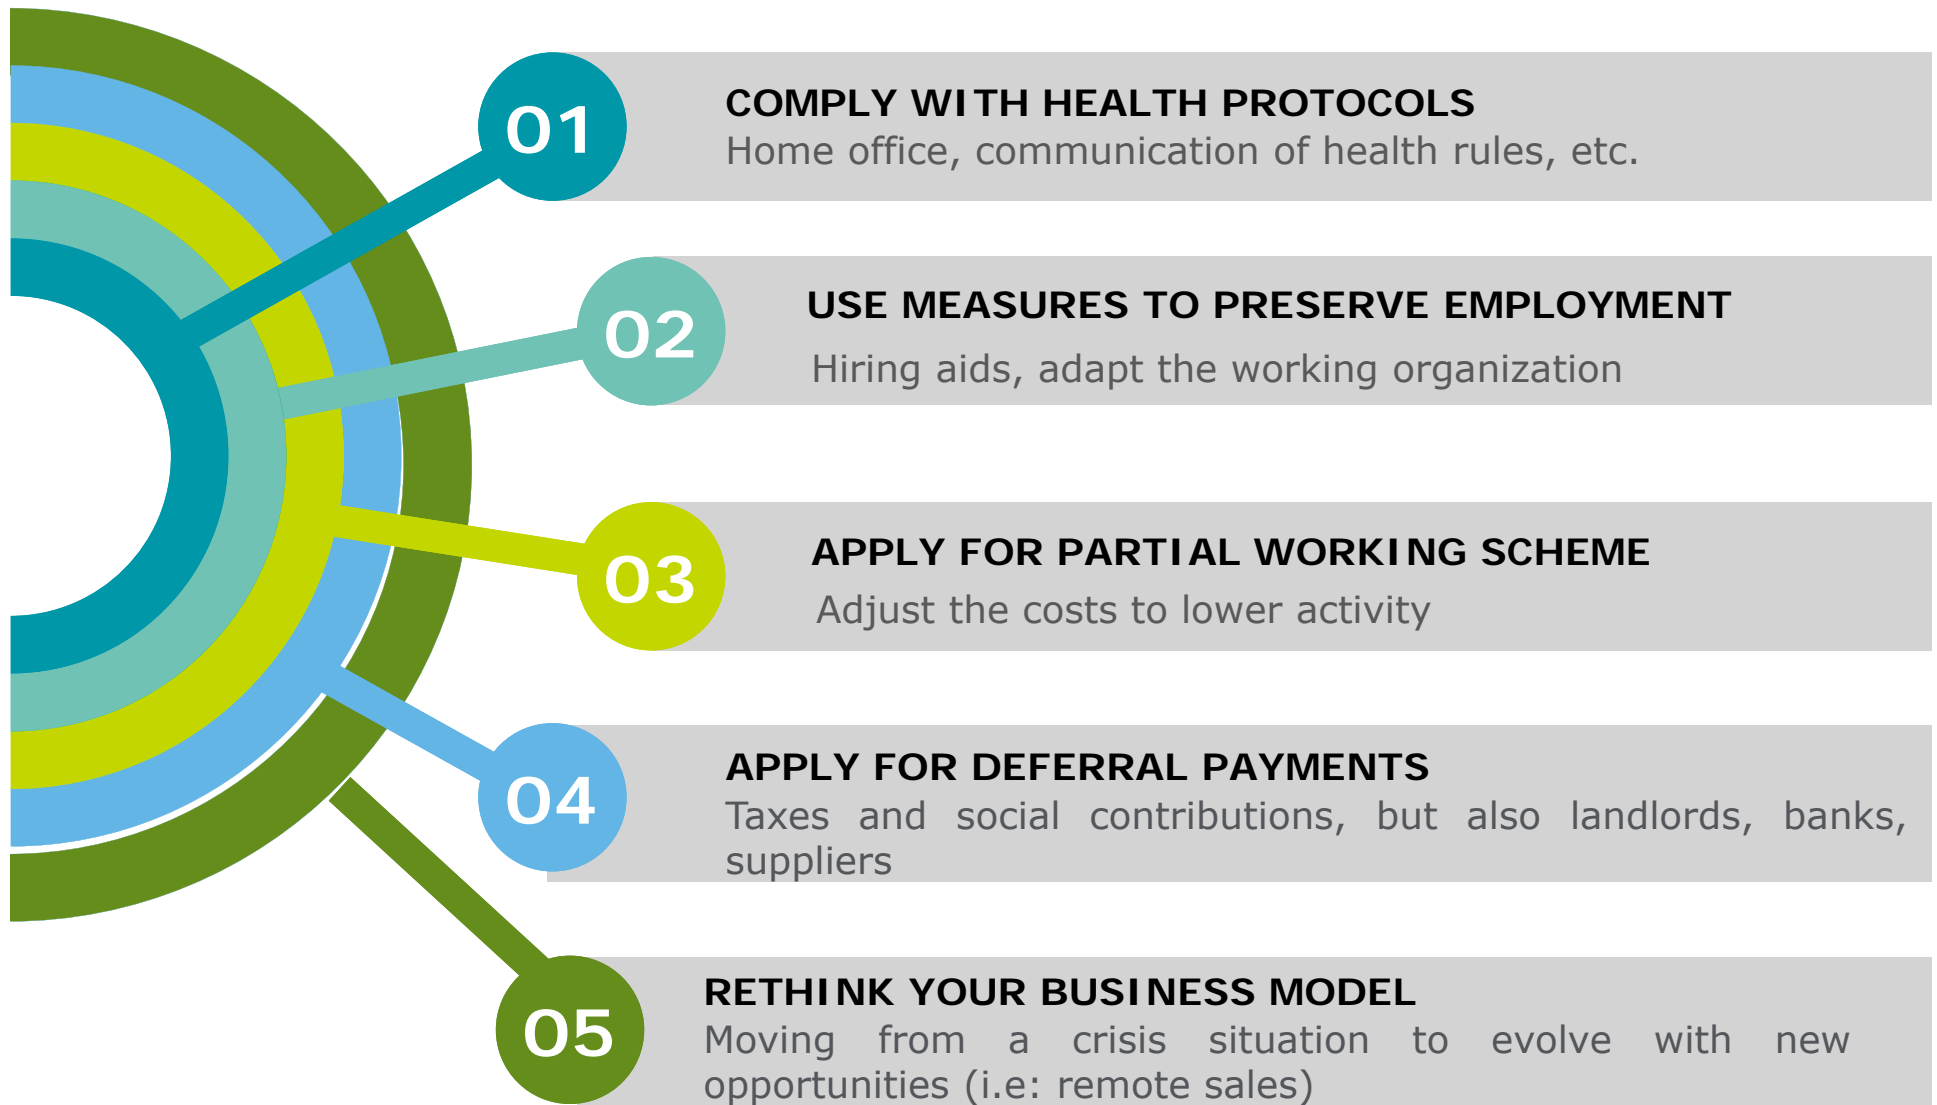 01
COMPLY WITH HEALTH PROTOCOLS
Home office, communication of health rules, etc.
02
USE MEASURES TO PRESERVE EMPLOYMENT
Hiring aids, adapt the working organization
03
APPLY FOR PARTIAL WORKING SCHEME
Adjust the costs to lower activity
04
APPLY FOR DEFERRAL PAYMENTS
Taxes and social contributions, but also landlords, banks,
suppliers
05
RETHINK YOUR BUSINESS MODEL
Moving from a crisis situation to evolve with new
opportunities (i.e: remote sales)